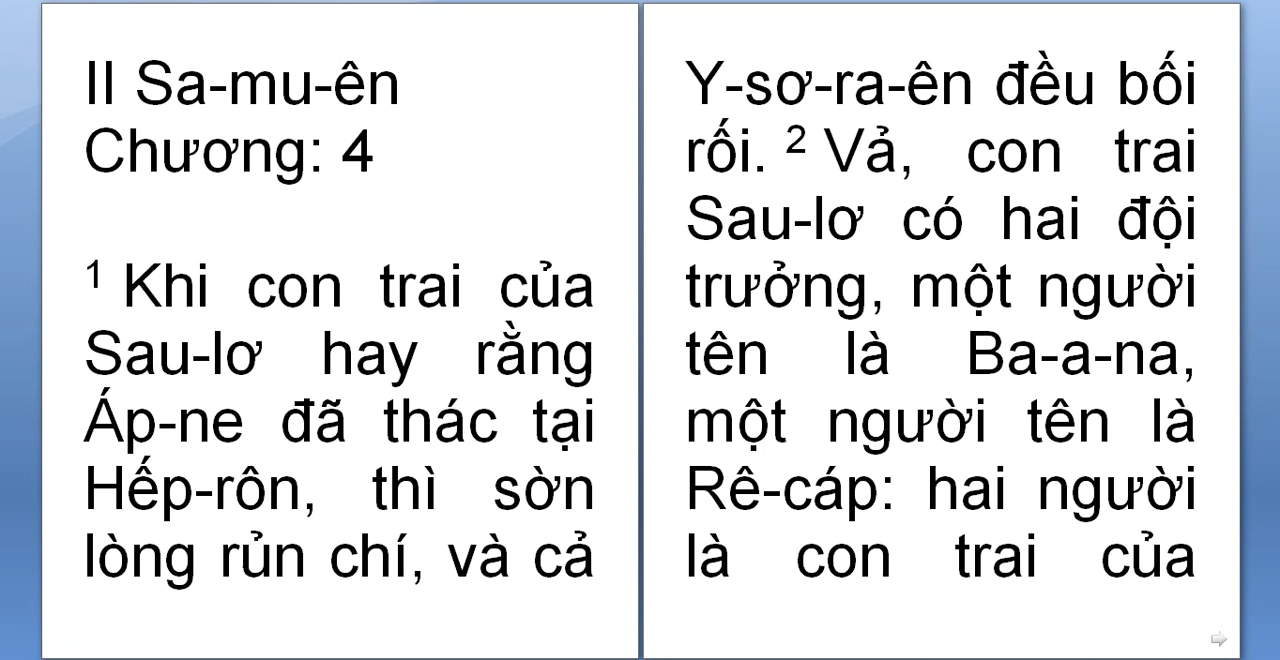 II Sa-mu-ên
Chương: 4
1 Khi con trai của
Sau-lơ hay rằng
Áp-ne đã thác tại
Hếp-rôn, thì sờn
lòng rủn chí, và cả
Y-sơ-ra-ên đều bối
rối. 2 Vả, con trai
Sau-lơ có hai đội
trưởng, một người
tên là Ba-a-na,
một người tên là
Rê-cáp: hai người
là con trai của